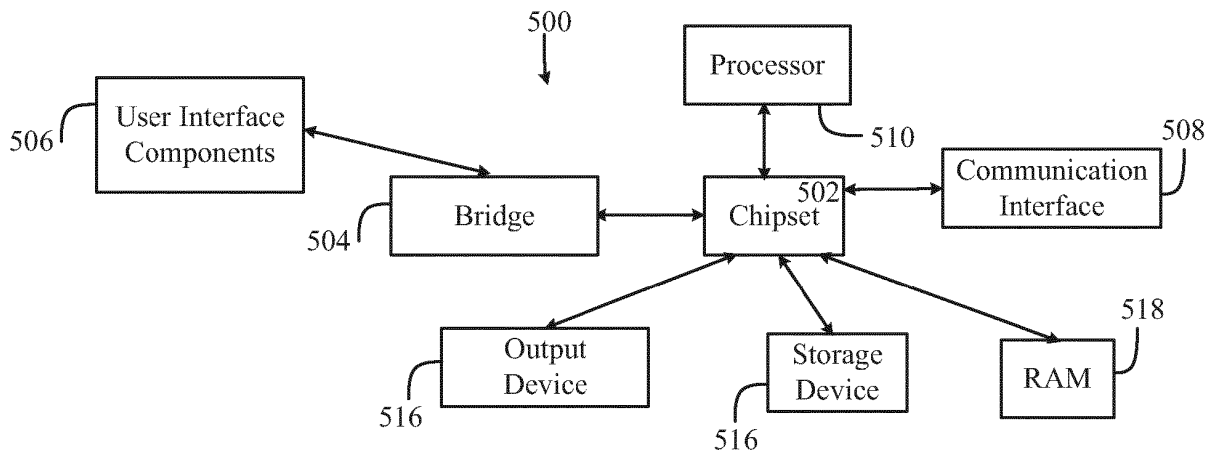 500
Processor
510
User Interface
Components
506
508
Communication
Interface
502
Chipset
Bridge
504
Output
Device
516
Storage
Device
516
518
RAM